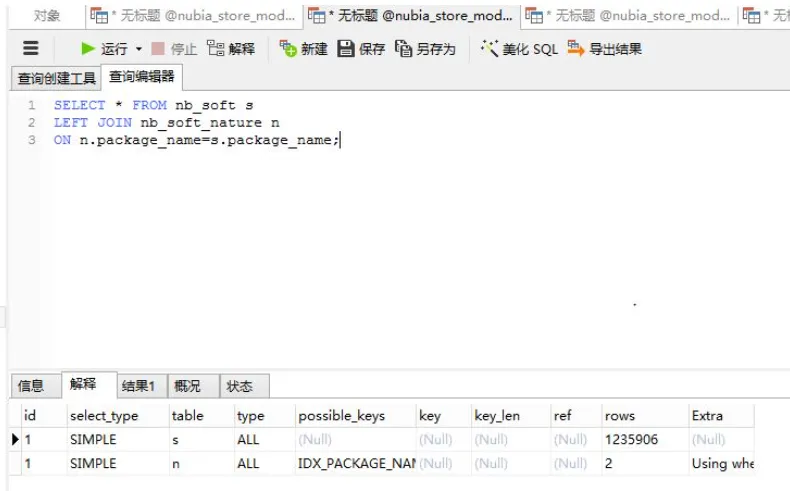 对象 * 无标题 @nubia_store_mod... * 无标题 @nubia_store_mod... * 无标题 @nubia_store_mod... * 无
运行 停止 解释 新建 保存 另存为 美化 SQL 导出结果
查询创建工具 查询编辑器
1 SELECT * FROM nb_soft s
2 LEFT JOIN nb_soft_nature n
3 ON n.package_name=s.package_name;
信息 解释 结果1 概况 状态
id select_type table type possible_keys key key_len ref rows Extra
1 SIMPLE s ALL (Null) (Null) (Null) (Null) 1235906 (Null)
1 SIMPLE n ALL IDX_PACKAGE_NAM (Null) (Null) (Null) 2 Using whe